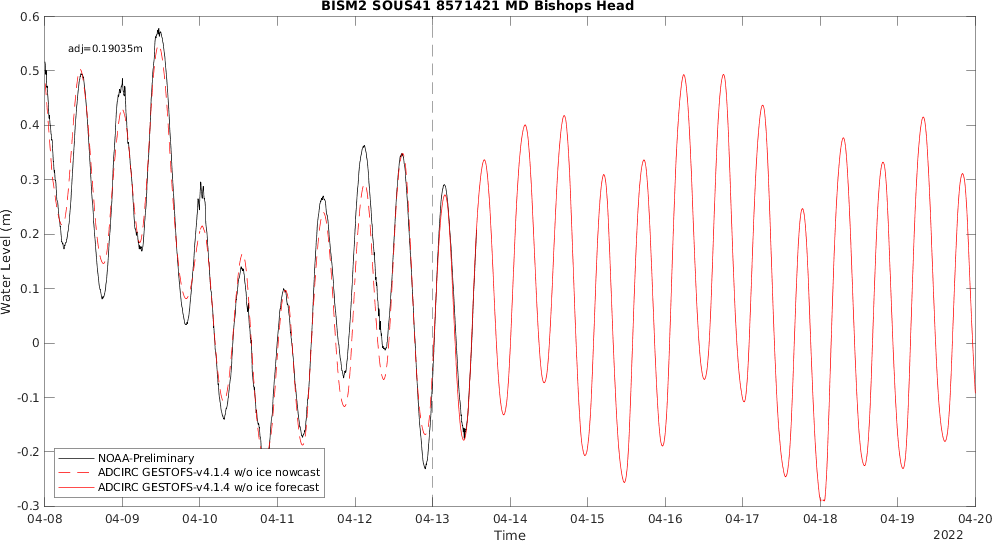 BISM2 SOUS41 8571421 MD Bishops Head
adj=0.19035m
Water Level (m)
0.6
0.5
0.4
0.3
0.2
0.1
0
-0.1
-0.2
-0.3
NOAA-Preliminary
ADCIRC GESTOFS-v4.1.4 w/o ice nowcast
ADCIRC GESTOFS-v4.1.4 w/o ice forecast
04-08 04-09 04-10 04-11 04-12 04-13 04-14 04-15 04-16 04-17 04-18 04-19 04-20
Time
2022